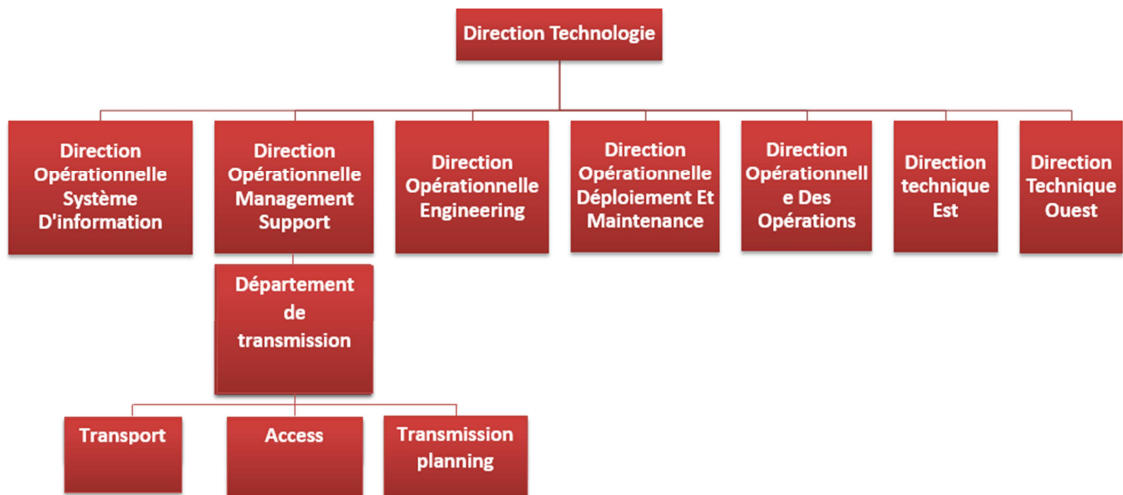 Direction Technologie
Direction
Opérationnelle
Système
D'information
Direction
Opérationnelle
Management
Support
Direction
Opérationnelle
Engineering
Direction
Opérationnelle
Déploiement Et
Maintenance
Direction
Opérationnell
e Des
Opérations
Direction
technique
Est
Direction
Technique
Ouest
Département
de
transmission
Transport
Access
Transmission
planning